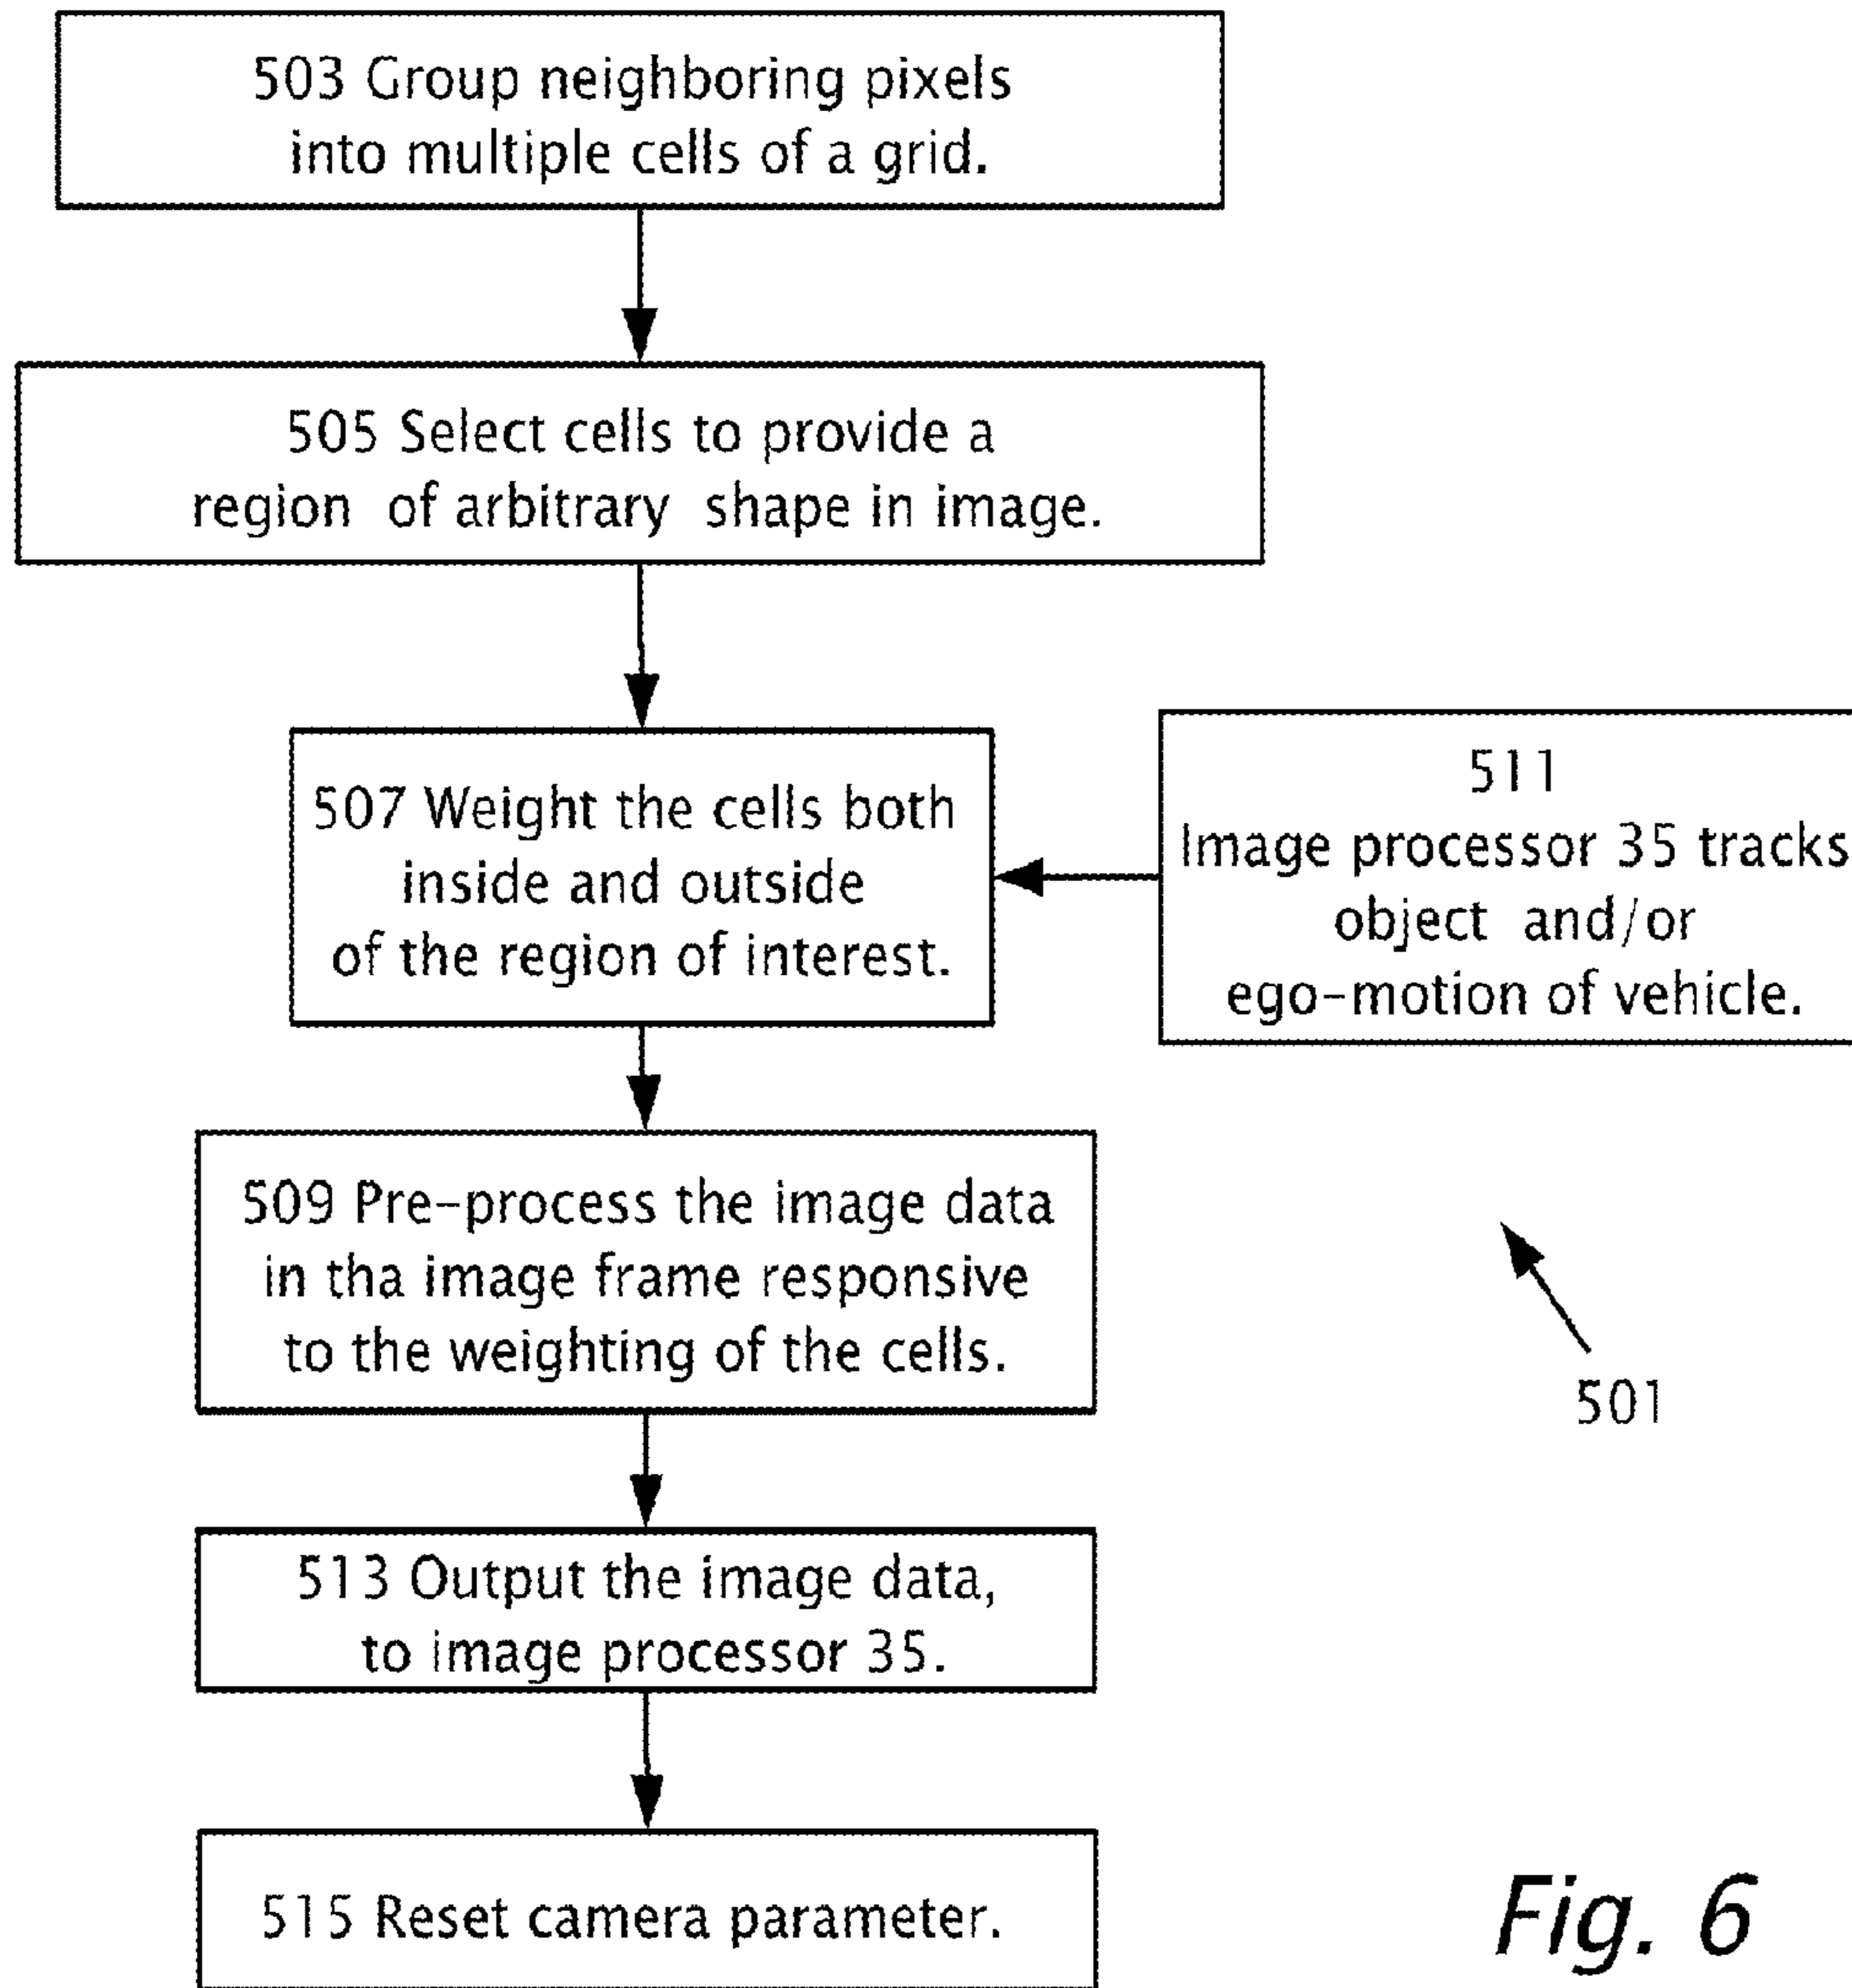 503 Group neighboring pixels
into multiple cells of a grid.
505 Select cells to provide a
region of arbitrary shape in image.
507 Weight the cells both
inside and outside
of the region of interest.
511
Image processor 35 tracks
object and/or
ego-motion of vehicle.
509 Pre-process the image data
in tha image frame responsive
to the weighting of the cells.
501
513 Output the image data,
to image processor 35.
515 Reset camera parameter.
Fig. 6